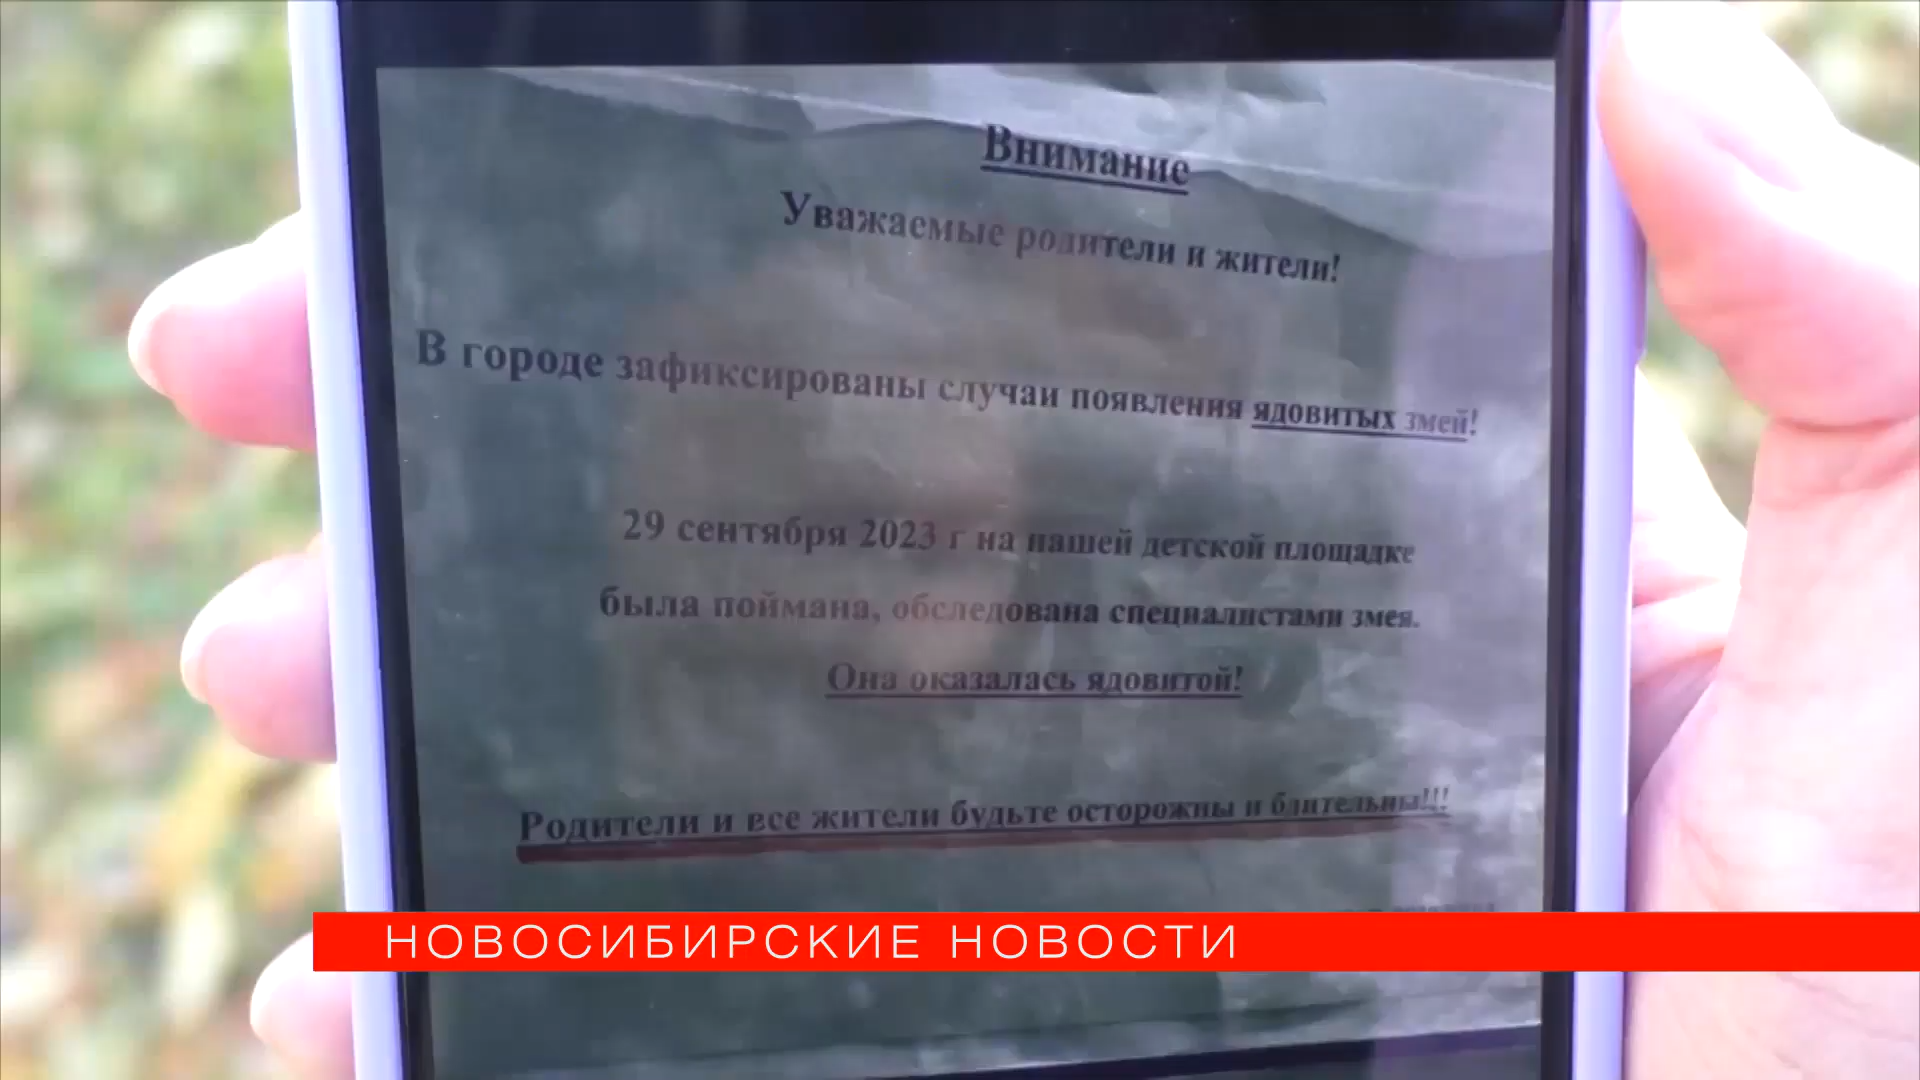 Внимание
Уважаемые родители и жители!
В городе зафиксированы случаи появления ядовитых змей!
29 сентября 2023 г на нашей детской площадке
была поймана, обследована специалистами змея.
Она оказалась ядовитой!
Родители и все жители будьте осторожны и бдительны!!!
НОВОСИБИРСКИЕ НОВОСТИ